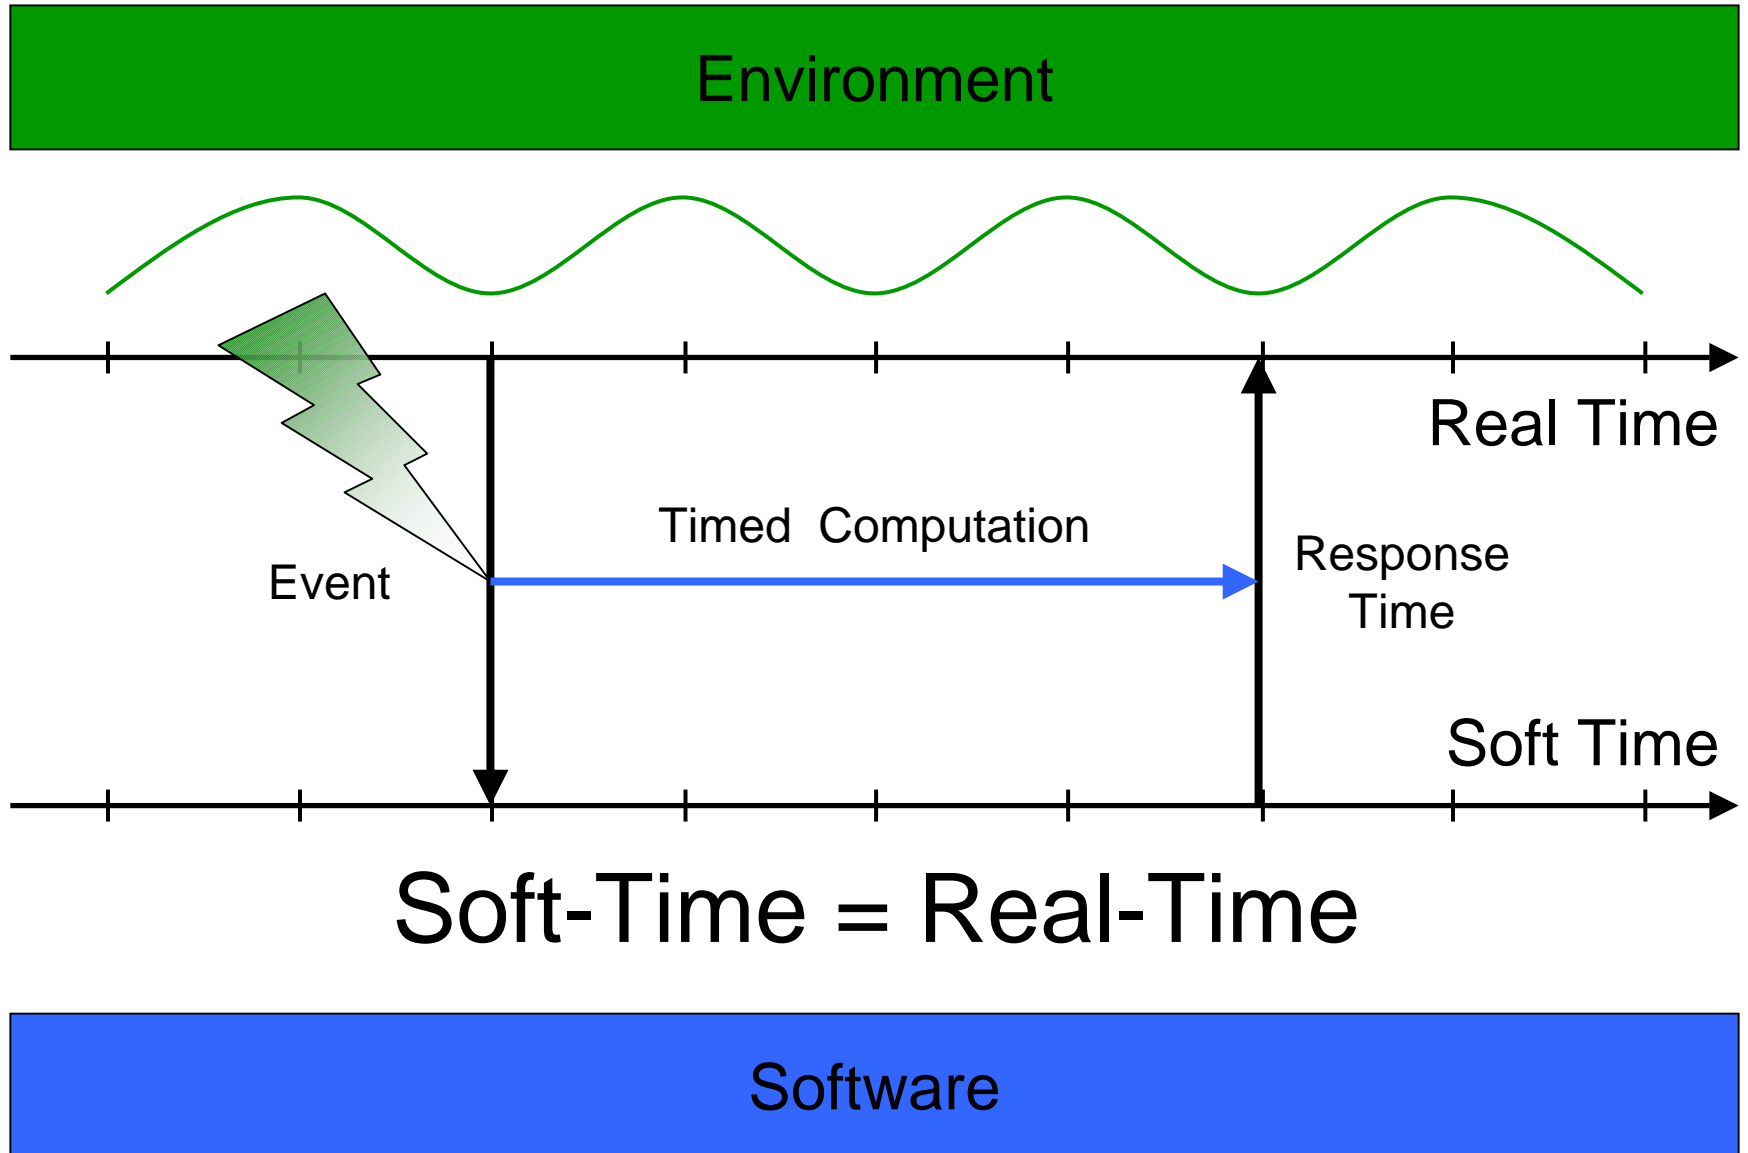 Environment
Real Time
Timed  Computation
Response
Time
Event
Soft Time
Soft-Time = Real-Time
Software